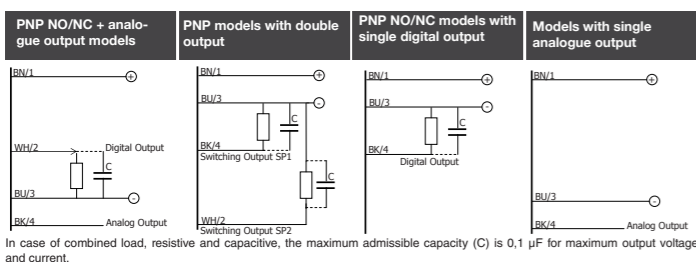 PNP NO/NC + analo-
gue output models
BN/1
+
WH/2
Digital Output
C
BU/3
-
BK/4
Analog Output
PNP models with double
output
BN/1
+
BU/3
-
C
BK/4
Switching Output SP1
C
WH/2
Switching Output SP2
PNP NO/NC models with
single digital output
BN/1
+
BU/3
-
C
BK/4
Digital Output
Models with single
analogue output
BN/1
+
BU/3
-
BK/4
Analog Output
In case of combined load, resistive and capacitive, the maximum admissible capacity (C) is 0,1 μF for maximum output voltage
and current.